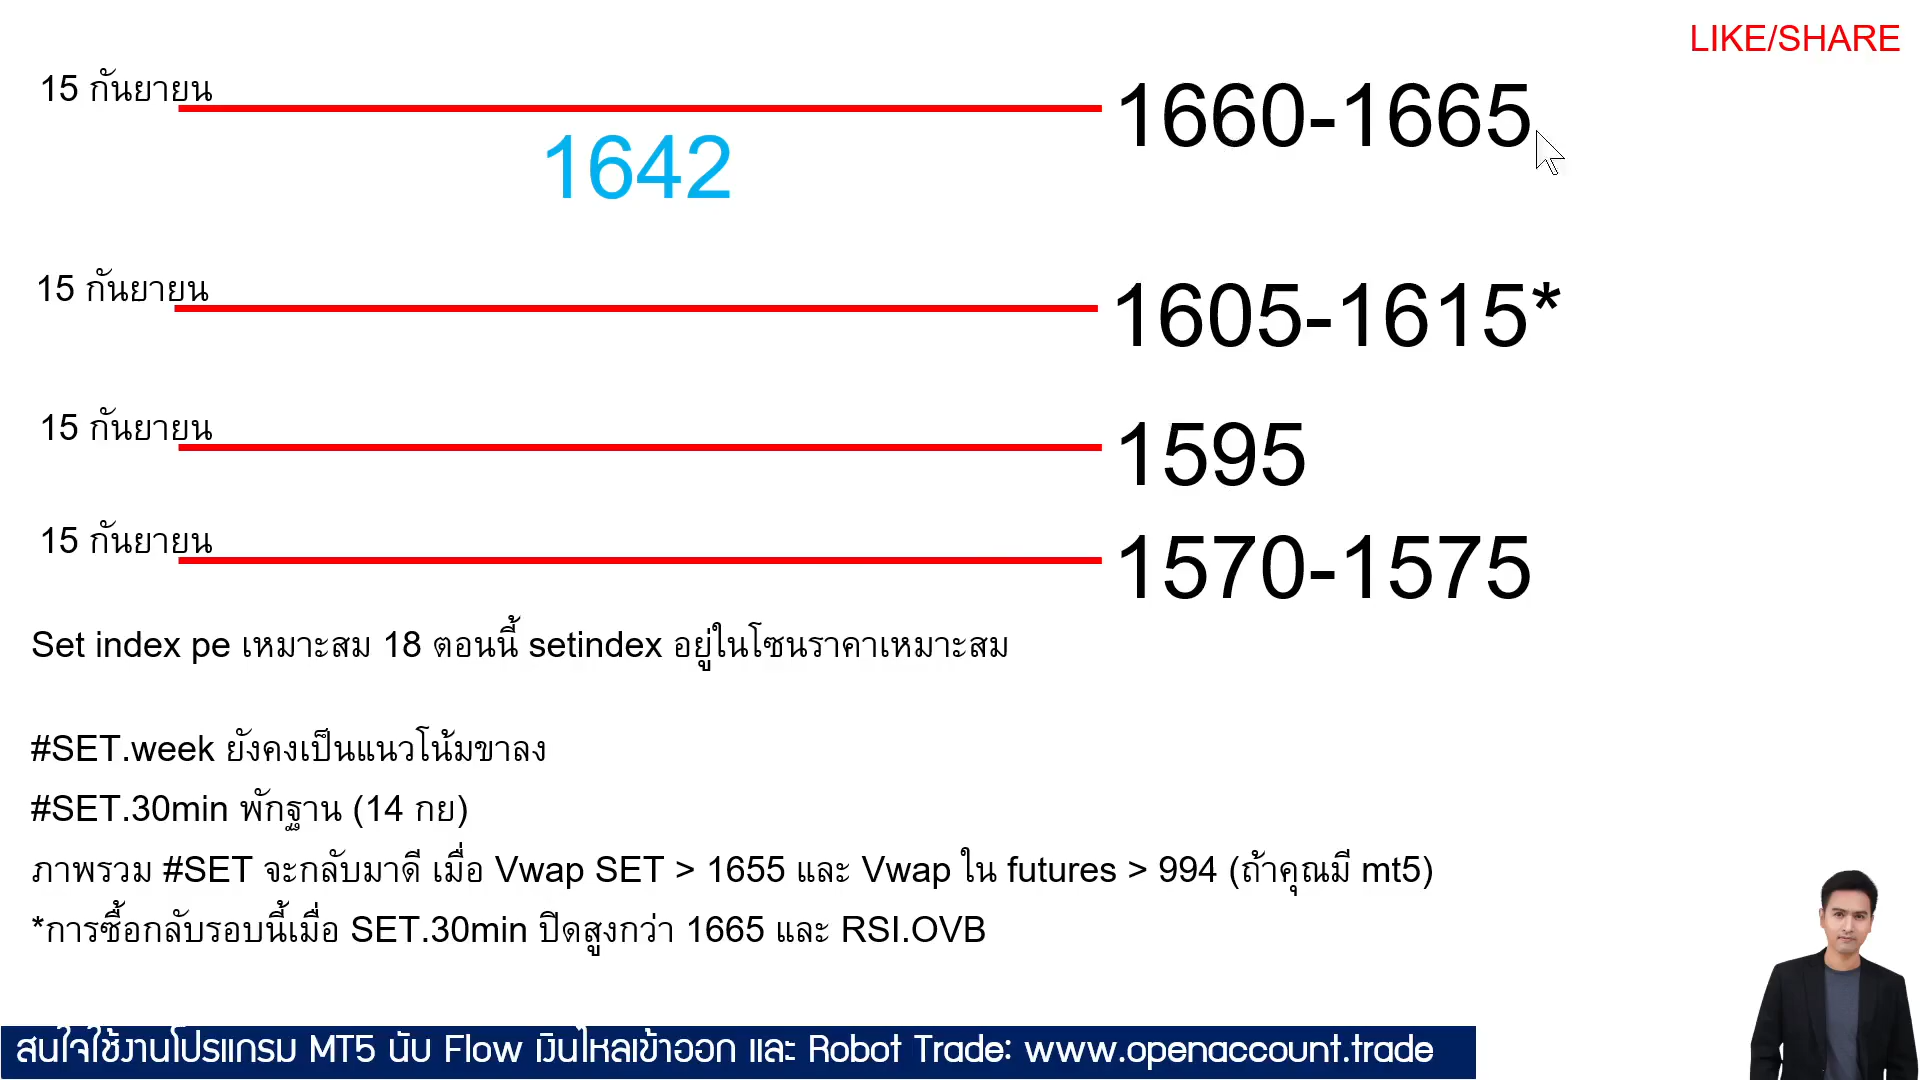 LIKE/SHARE
15 กันยายน
1660-1665
1642
15 กันยายน
1605-1615*
15 กันยายน
1595
15 กันยายน
1570-1575
Set index pe เหมาะสม 18 ตอนนี้ setindex อยู่ในโซนราคาเหมาะสม
#SET.week ยังคงเป็นแนวโน้มขาลง
#SET.30min พักฐาน (14 กย)
ภาพรวม #SET จะกลับมาดี เมื่อ Vwap SET > 1655 และ Vwap ใน futures > 994 (ถ้าคุณมี mt5)
*การซื้อกลับรอบนี้เมื่อ SET.30min ปิดสูงกว่า 1665 และ RSI.OVB
สนใจใช้งานโปรแกรม MT5 นับ Flow เงินไหลเข้าออก และ Robot Trade: www.openaccount.trade